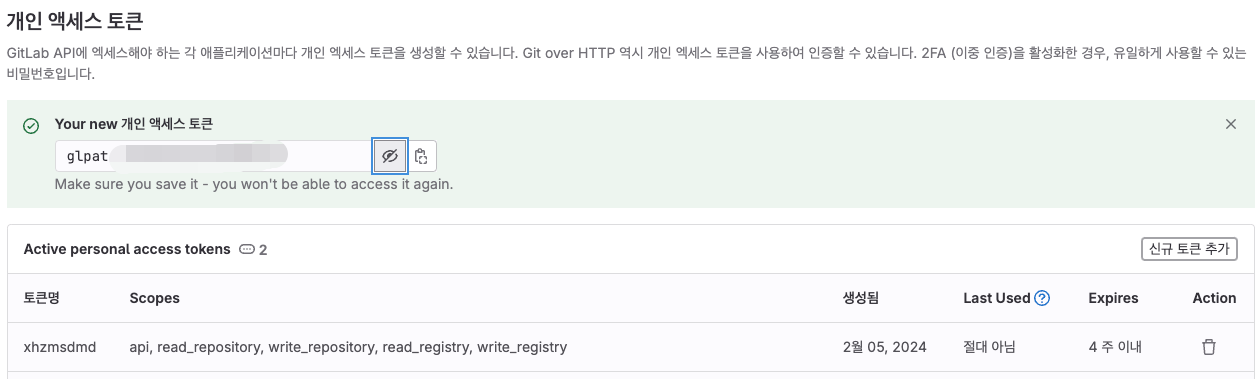 개인 액세스 토큰
GitLab API에 엑세스해야 하는 각 애플리케이션마다 개인 엑세스 토큰을 생성할 수 있습니다. Git over HTTP 역시 개인 엑세스 토큰을 사용하여 인증할 수 있습니다. 2FA (이중 인증)을 활성화한 경우, 유일하게 사용할 수 있는
비밀번호입니다.
Your new 개인 액세스 토큰
glpat
Make sure you save it - you won't be able to access it again.
Active personal access tokens 2 신규 토큰 추가
토큰명 Scopes 생성됨 Last Used ? Expires Action
xhzmsdmd api, read_repository, write_repository, read_registry, write_registry 2월 05, 2024 절대 아님 4 주 이내